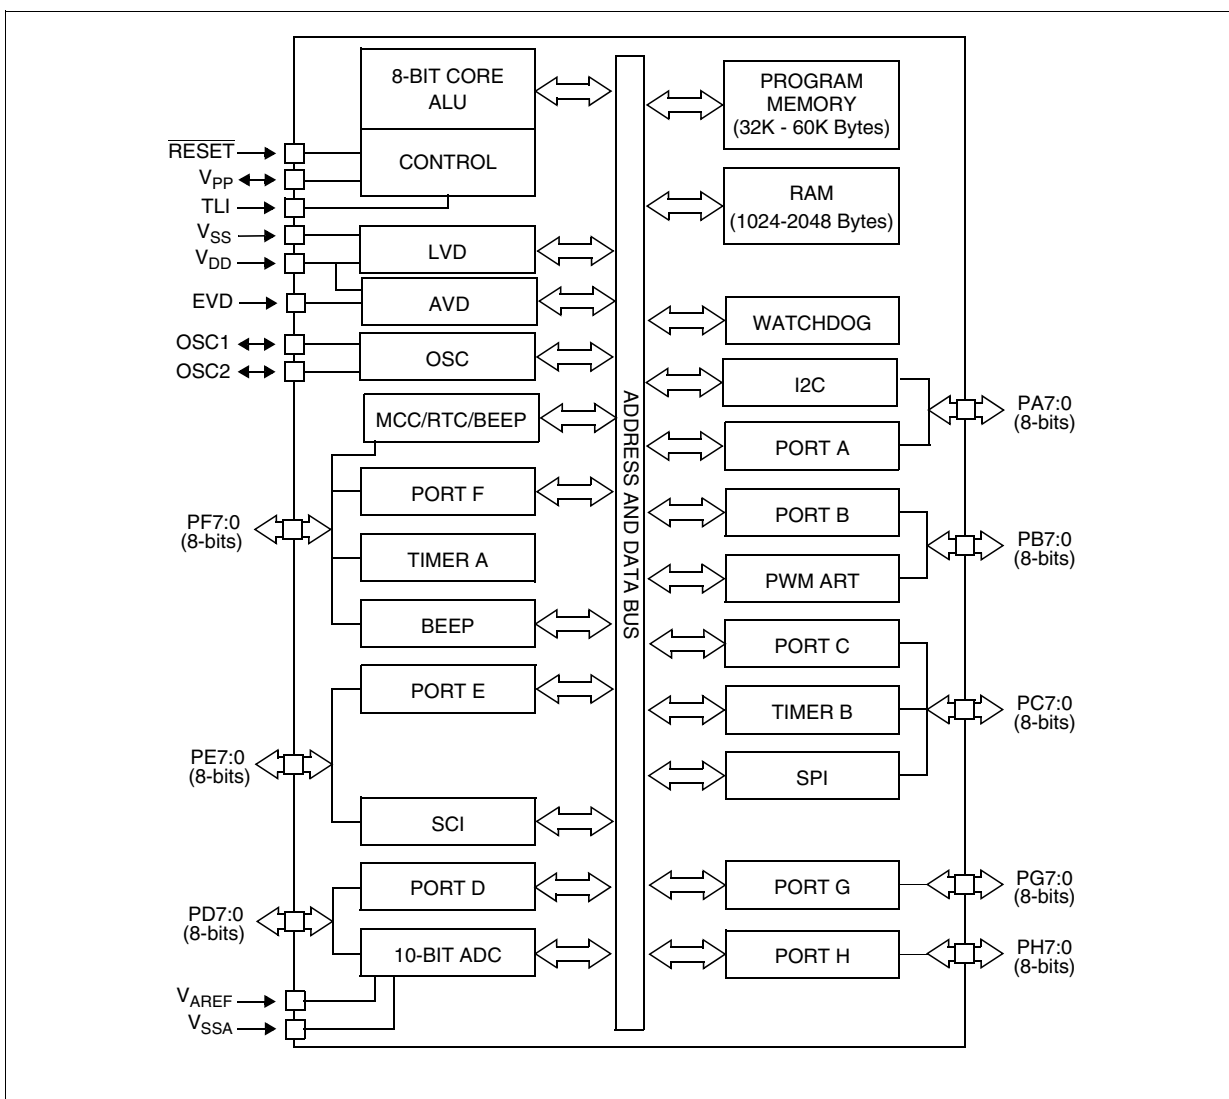 8-BIT CORE
ALU
CONTROL
RESET
VPP
TLI
VSS
VDD
EVD
OSC1
OSC2
LVD
AVD
OSC
MCC/RTC/BEEP
PORT F
TIMER A
BEEP
PF7:0
(8-bits)
PORT E
SCI
PE7:0
(8-bits)
PORT D
10-BIT ADC
PD7:0
(8-bits)
VAREF
VSSA
ADDRESS AND DATA BUS
PROGRAM
MEMORY
(32K - 60K Bytes)
RAM
(1024-2048 Bytes)
WATCHDOG
I2C
PORT A
PA7:0
(8-bits)
PORT B
PWM ART
PB7:0
(8-bits)
PORT C
TIMER B
SPI
PC7:0
(8-bits)
PORT G
PG7:0
(8-bits)
PORT H
PH7:0
(8-bits)